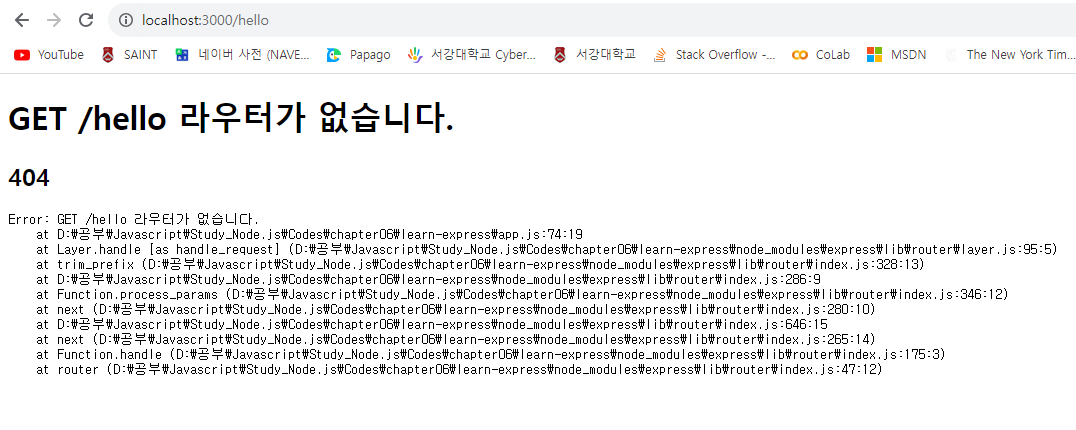 localhost:3000/hello
YouTube SAINT 네이버 사전 (NAVE... Papago 서강대학교 Cyber... 서강대학교 Stack Overflow -... CoLab MSDN The New York Tim...
GET /hello 라우터가 없습니다.
404
Error: GET /hello 라우터가 없습니다.
at D:₩공부₩Javascript₩Study_Node.js₩Codes₩chapter06₩learn-express₩app.js:74:19
at Layer.handle [as handle_request] (D:₩공부₩Javascript₩Study_Node.js₩Codes₩chapter06₩learn-express₩node_modules₩express₩lib₩router₩layer.js:95:5)
at trim_prefix (D:₩공부₩Javascript₩Study_Node.js₩Codes₩chapter06₩learn-express₩node_modules₩express₩lib₩router₩index.js:328:13)
at D:₩공부₩Javascript₩Study_Node.js₩Codes₩chapter06₩learn-express₩node_modules₩express₩lib₩router₩index.js:286:9
at Function.process_params (D:₩공부₩Javascript₩Study_Node.js₩Codes₩chapter06₩learn-express₩node_modules₩express₩lib₩router₩index.js:346:12)
at next (D:₩공부₩Javascript₩Study_Node.js₩Codes₩chapter06₩learn-express₩node_modules₩express₩lib₩router₩index.js:280:10)
at D:₩공부₩Javascript₩Study_Node.js₩Codes₩chapter06₩learn-express₩node_modules₩express₩lib₩router₩index.js:646:15
at next (D:₩공부₩Javascript₩Study_Node.js₩Codes₩chapter06₩learn-express₩node_modules₩express₩lib₩router₩index.js:265:14)
at Function.handle (D:₩공부₩Javascript₩Study_Node.js₩Codes₩chapter06₩learn-express₩node_modules₩express₩lib₩router₩index.js:175:3)
at router (D:₩공부₩Javascript₩Study_Node.js₩Codes₩chapter06₩learn-express₩node_modules₩express₩lib₩router₩index.js:47:12)